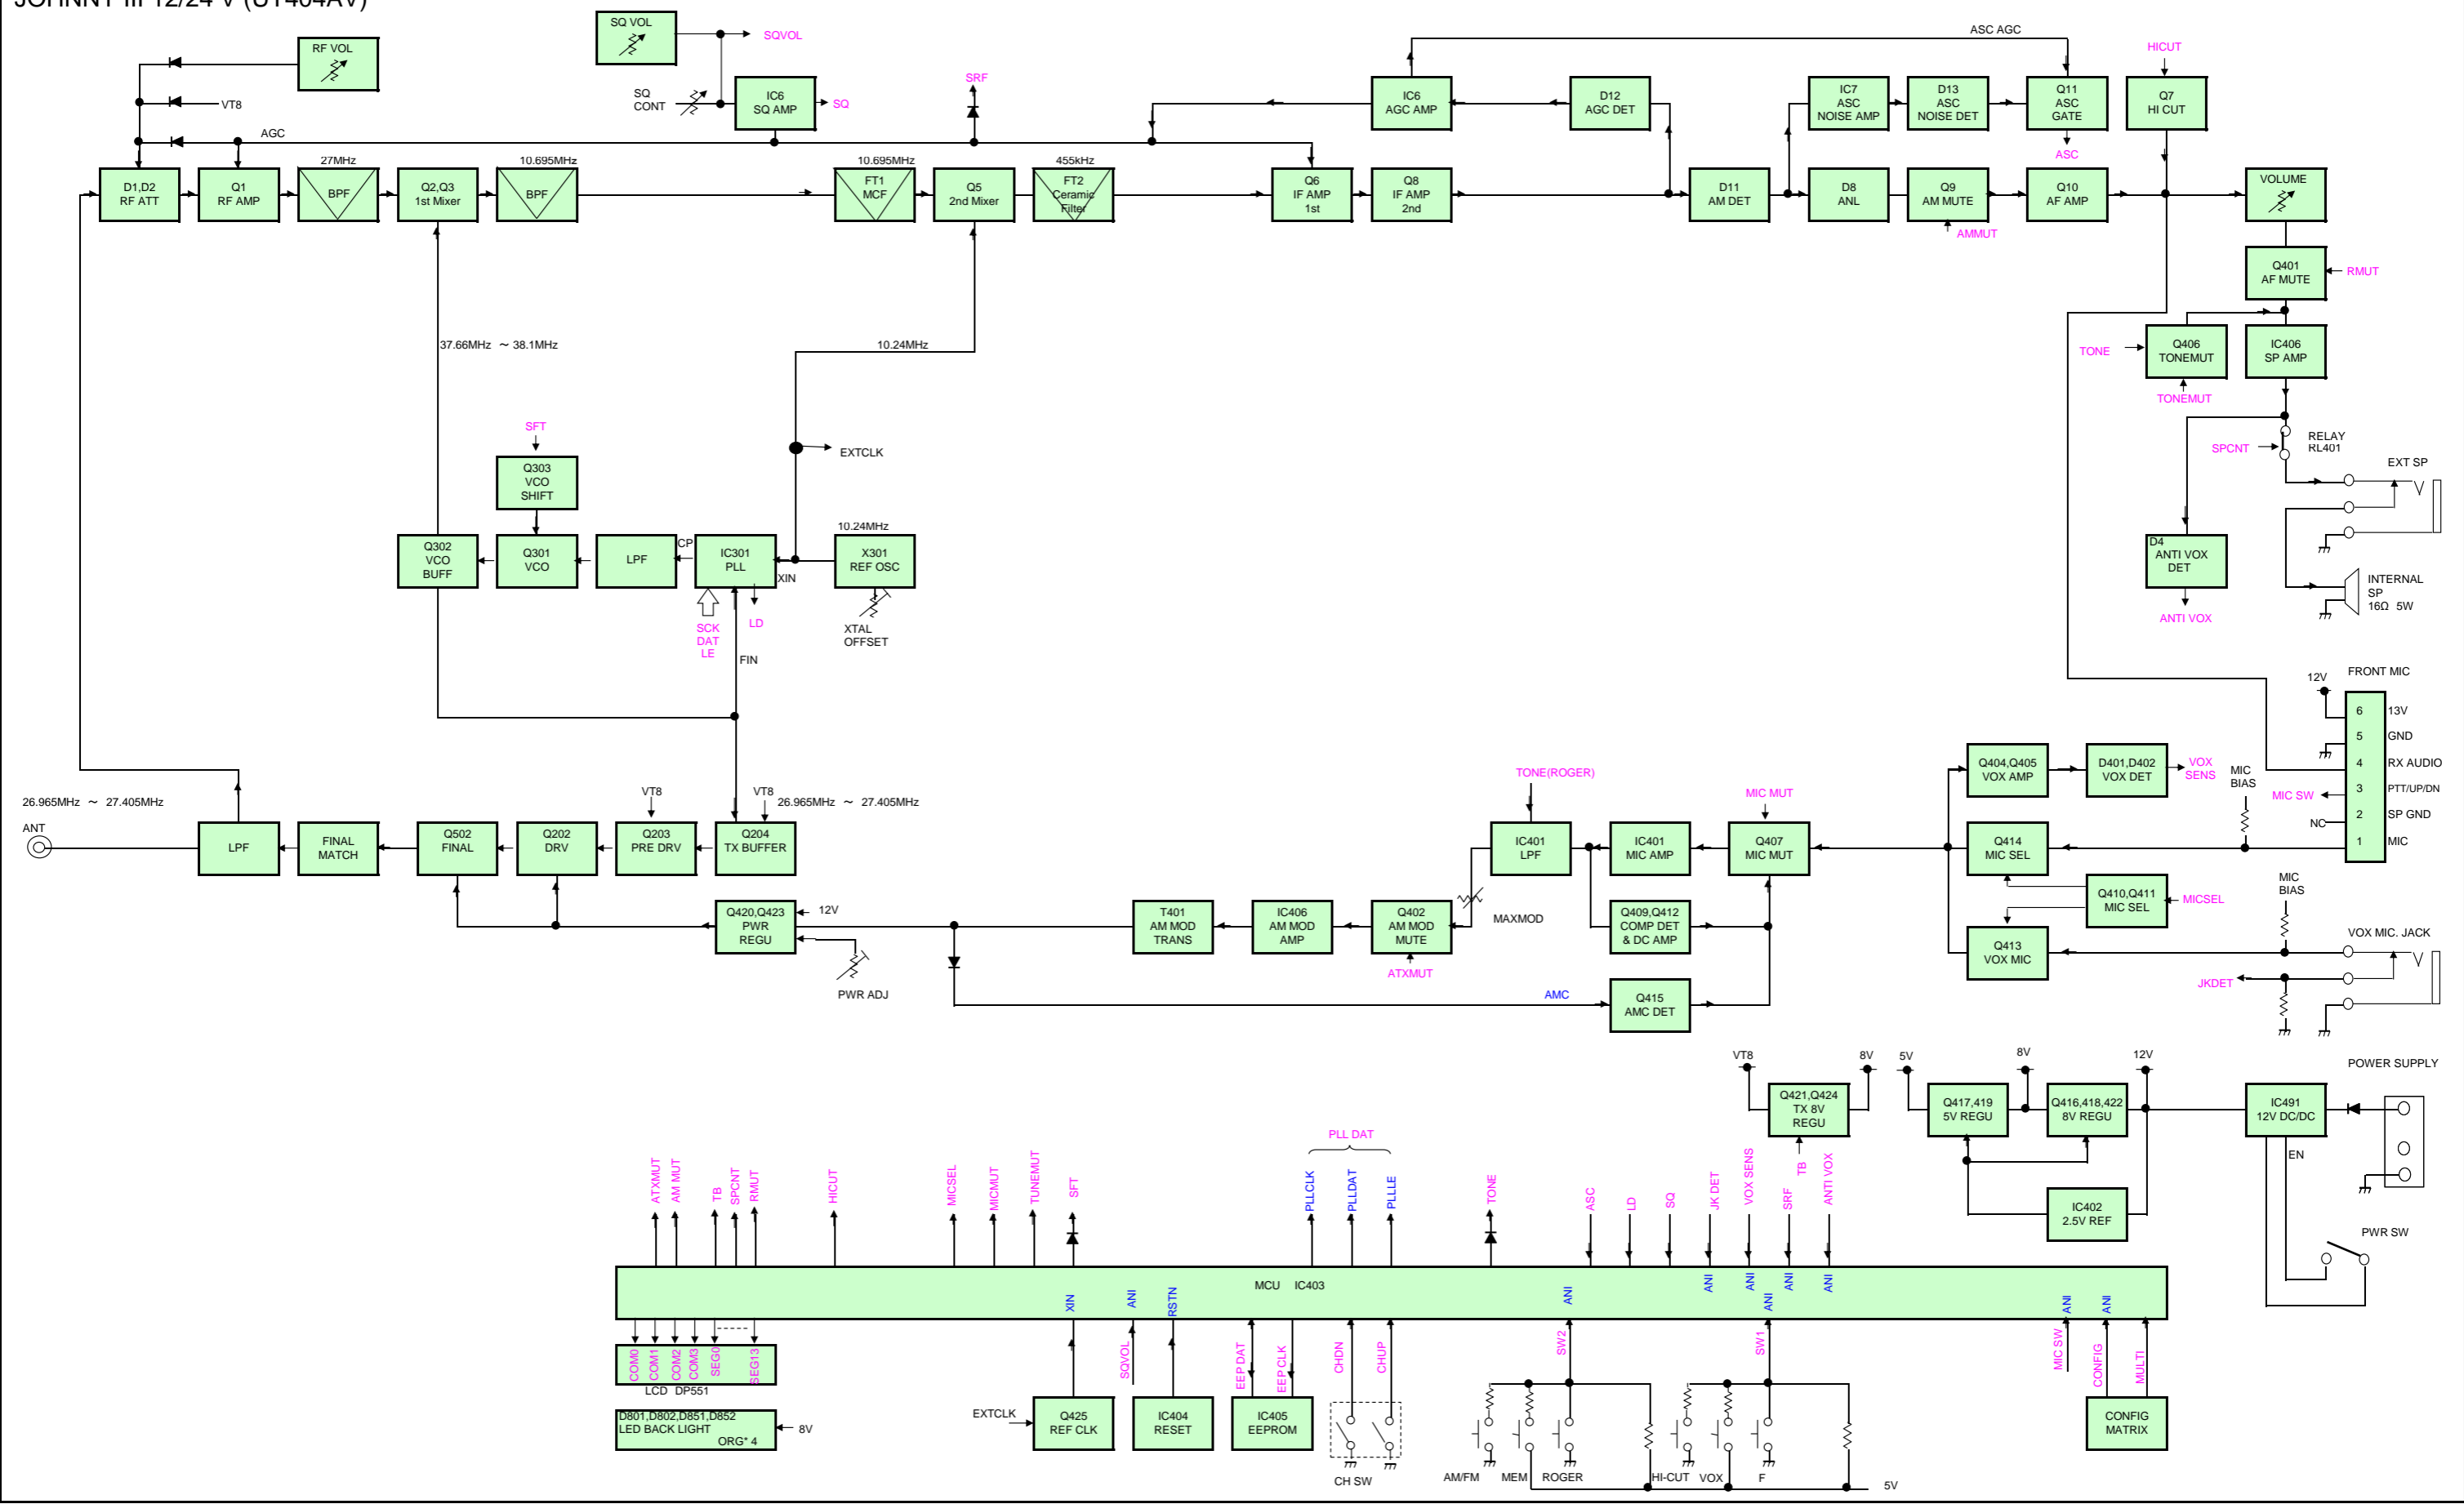 JOHNNY III 12/24 V (UT404AV)
RF VOL
SQ VOL
SQVOL
ASC AGC
HICUT
VT8
SQ
CONT
IC6
SQ AMP
SQ
SRF
IC6
AGC AMP
D12
AGC DET
IC7
ASC
NOISE AMP
D13
ASC
NOISE DET
Q11
ASC
GATE
Q7
HI CUT
AGC
ASC
27MHz
10.695MHz
10.695MHz
455kHz
D1,D2
RF ATT
Q1
RF AMP
BPF
Q2,Q3
1st Mixer
BPF
FT1
MCF
Q5
2nd Mixer
FT2
Ceramic
Filter
Q6
IF AMP
1st
Q8
IF AMP
2nd
D11
AM DET
D8
ANL
Q9
AM MUTE
Q10
AF AMP
VOLUME
AMMUT
Q401
AF MUTE
RMUT
37.66MHz ～ 38.1MHz
10.24MHz
TONE
Q406
TONEMUT
IC406
SP AMP
TONEMUT
SFT
EXTCLK
SPCNT
RELAY
RL401
EXT SP
Q303
VCO
SHIFT
10.24MHz
Q302
VCO
BUFF
Q301
VCO
LPF
CP
IC301
PLL
XIN
X301
REF OSC
D4
ANTI VOX
DET
INTERNAL
SP
16Ω 5W
ANTI VOX
SCK
DAT
LE
LD
XTAL
OFFSET
FIN
FRONT MIC
12V
6
13V
5
GND
4
RX AUDIO
3
PTT/UP/DN
2
SP GND
1
MIC
MIC SW
NC
26.965MHz ～ 27.405MHz
ANT
VT8
VT8
26.965MHz ～ 27.405MHz
TONE(ROGER)
MIC MUT
Q404,Q405
VOX AMP
D401,D402
VOX DET
VOX
SENS
MIC
BIAS
LPF
FINAL
MATCH
Q502
FINAL
Q202
DRV
Q203
PRE DRV
Q204
TX BUFFER
IC401
LPF
IC401
MIC AMP
Q407
MIC MUT
Q414
MIC SEL
Q420,Q423
PWR
REGU
12V
PWR ADJ
T401
AM MOD
TRANS
IC406
AM MOD
AMP
Q402
AM MOD
MUTE
MAXMOD
ATXMUT
Q409,Q412
COMP DET
& DC AMP
Q410,Q411
MIC SEL
MICSEL
MIC
BIAS
Q413
VOX MIC
VOX MIC. JACK
JKDET
AMC
Q415
AMC DET
VT8
8V
5V
8V
12V
POWER SUPPLY
Q421,Q424
TX 8V
REGU
Q417,419
5V REGU
Q416,418,422
8V REGU
IC491
12V DC/DC
EN
IC402
2.5V REF
PWR SW
PLL DAT
ATXMUT
AM MUT
TB
SPCNT
RMUT
HICUT
MICSEL
MICMUT
TUNEMUT
SFT
PLLCLK
PLLDAT
PLLLE
TONE
ASC
LD
SQ
JK DET
VOX SENS
SRF
TB
ANTI VOX
MCU IC403
ANI
ANI
ANI
ANI
XIN
ANI
RSTN
ANI
ANI
ANI
ANI
COM0
COM1
COM2
COM3
SEG0
SEG13
LCD DP551
SQVOL
EEP DAT
EEP CLK
CHDN
CHUP
SW2
SW1
MIC SW
CONFIG
MULTI
D801,D802,D851,D852
LED BACK LIGHT
ORG* 4
8V
EXTCLK
Q425
REF CLK
IC404
RESET
IC405
EEPROM
CONFIG
MATRIX
CH SW
AM/FM
MEM
ROGER
HI-CUT
VOX
F
5V